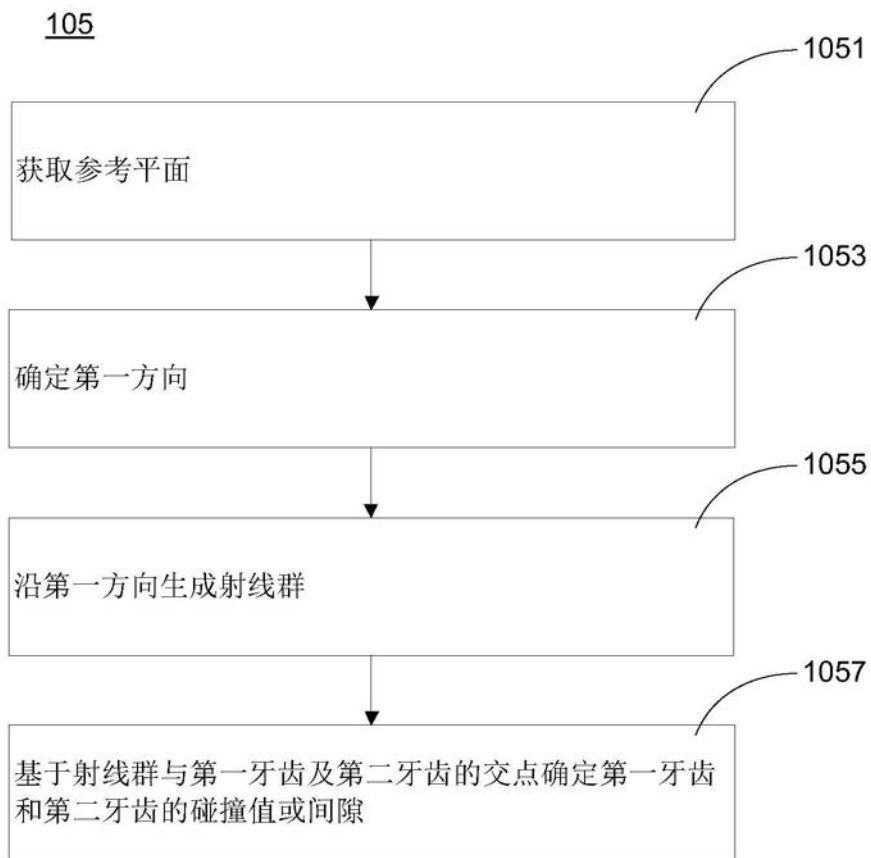 105
1051
获取参考平面
1053
确定第一方向
1055
沿第一方向生成射线群
1057
基于射线群与第一牙齿及第二牙齿的交点确定第一牙齿
和第二牙齿的碰撞值或间隙